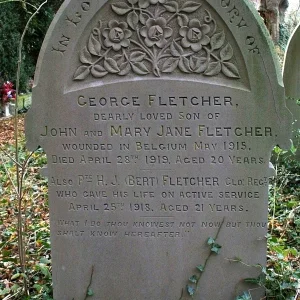 IN LOVING MEMORY OF
GEORGE FLETCHER,
DEARLY LOVED SON OF
JOHN AND MARY JANE FLETCHER,
WOUNDED IN BELGIUM MAY 1915,
DIED APRIL 28TH 1919, AGED 20 YEARS.
ALSO PTE H. J. (BERT) FLETCHER GLO: REGT
WHO GAVE HIS LIFE ON ACTIVE SERVICE
APRIL 25TH 1918, AGED 21 YEARS.
"WHAT I DO THOU KNOWEST NOT NOW BUT THOU
SHALT KNOW HEREAFTER."